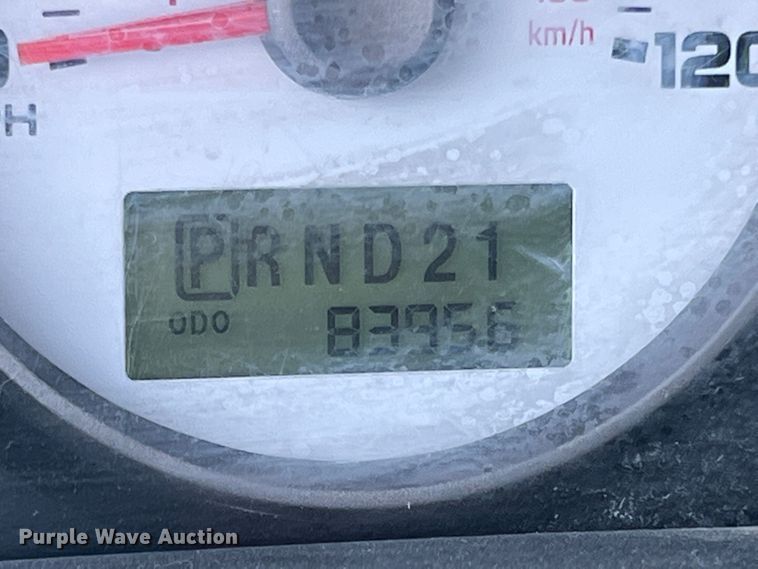 km/h
120
H
PRND21
ODO 83956
Purple Wave Auction